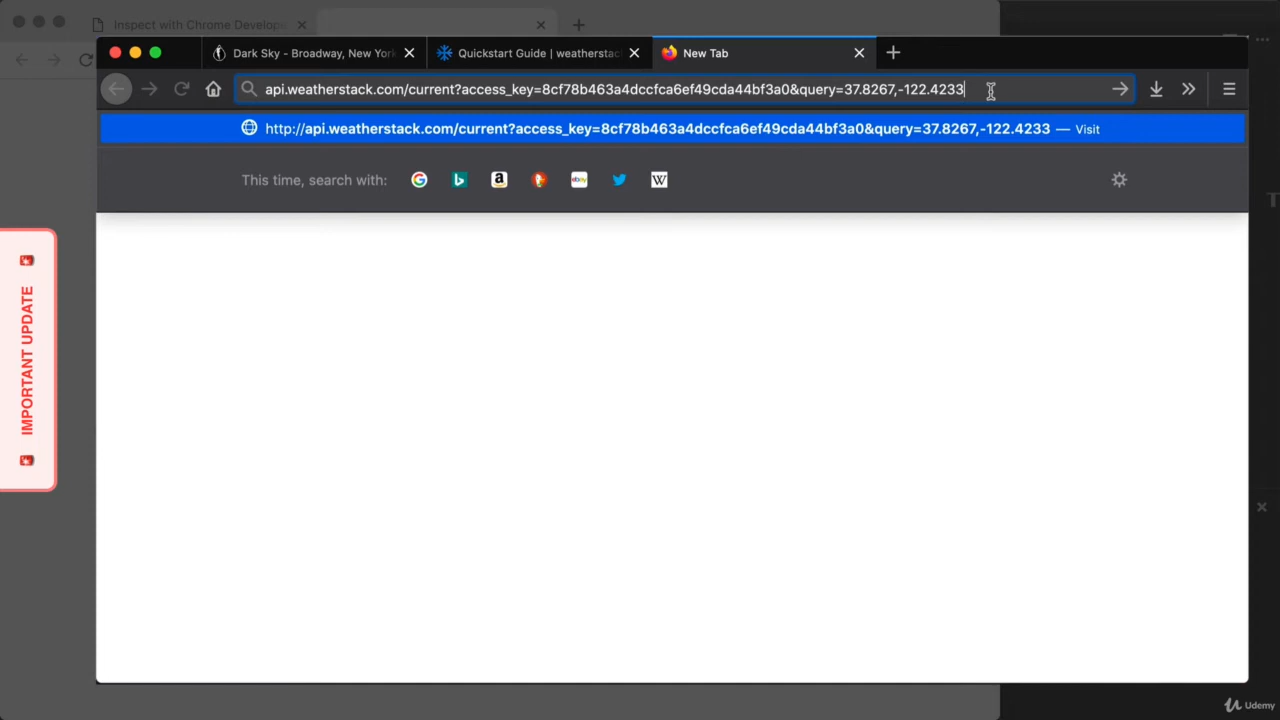 Inspect with Chrome Develope
Dark Sky - Broadway, New York
Quickstart Guide | weatherstac
New Tab
api.weatherstack.com/current?access_key=8cf78b463a4dccfca6ef49cda44bf3a0&query=37.8267,-122.4233
http://api.weatherstack.com/current?access_key=8cf78b463a4dccfca6ef49cda44bf3a0&query=37.8267,-122.4233 — Visit
This time, search with:
ebay
W
IMPORTANT UPDATE
Udemy